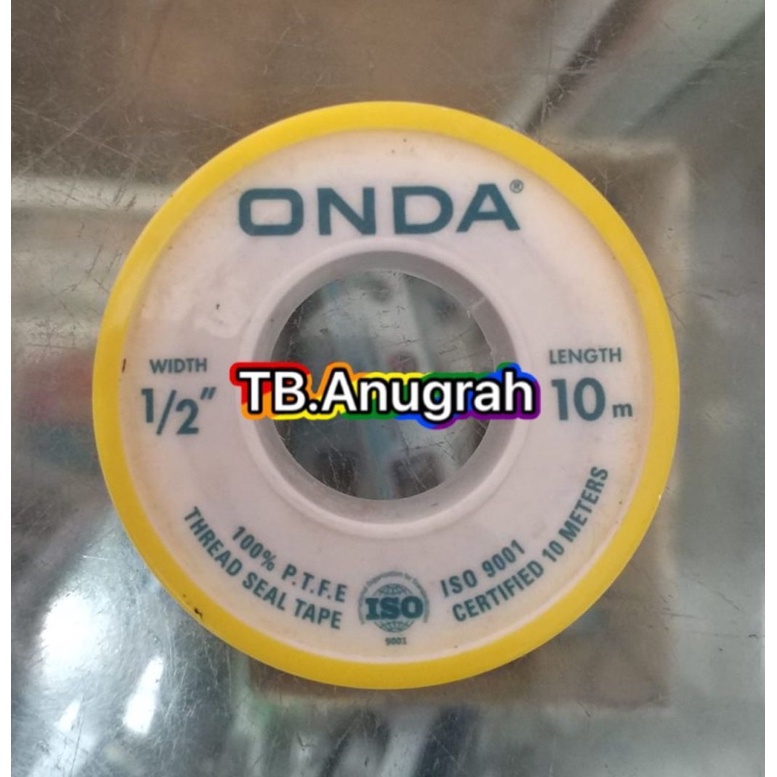 ONDA®
WIDTH
1/2"
TB.Anugrah
LENGTH
10 m
100% P.T.F.E
THREAD SEAL TAPE
ISO
9001
ISO 9001
CERTIFIED 10 METERS